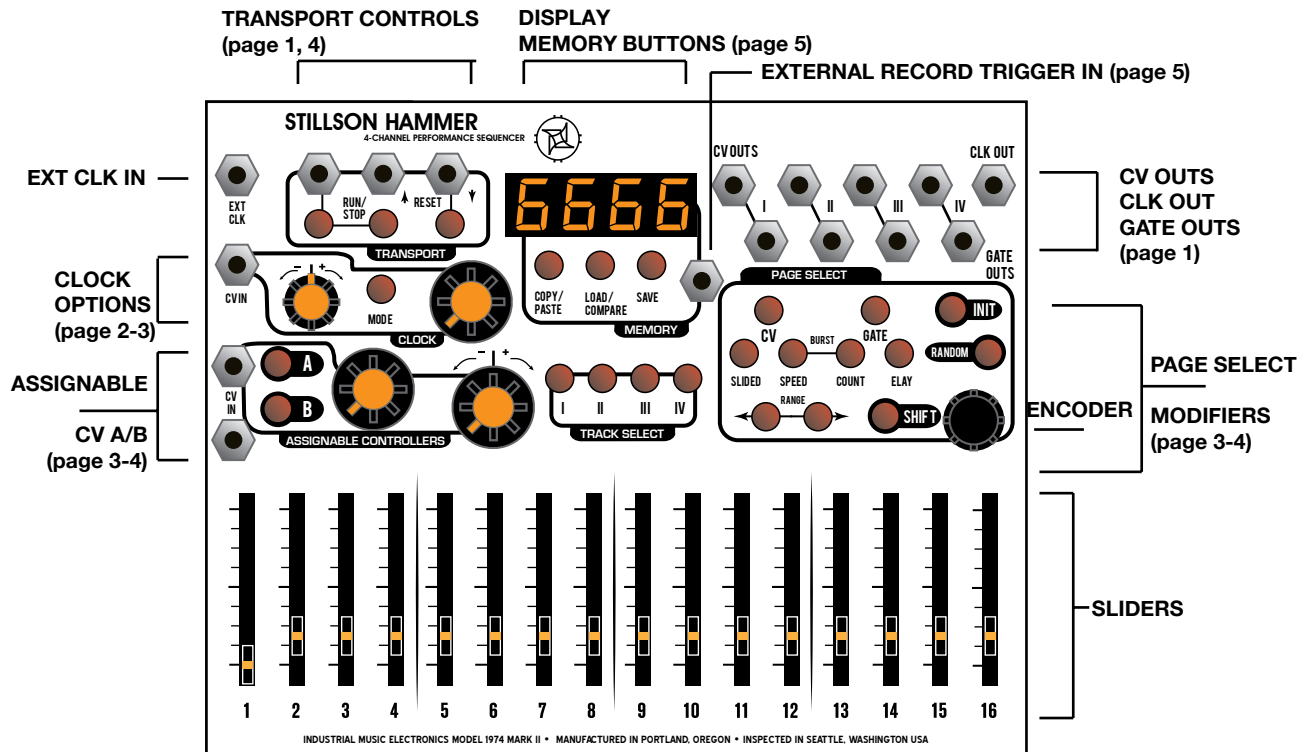 TRANSPORT CONTROLS
(page 1, 4)
DISPLAY
MEMORY BUTTONS (page 5)
EXTERNAL RECORD TRIGGER IN (page 5)
STILLSON HAMMER
4-CHANNEL PERFORMANCE SEQUENCER
EXT CLK IN
EXT
CLK
RUN/
STOP
RESET
TRANSPORT
6666
CV OUTS
CLK OUT
I
II
III
IV
GATE
OUTS
CV OUTS
CLK OUT
GATE OUTS
(page 1)
CLOCK
OPTIONS
(page 2-3)
CV IN
- +
MODE
CLOCK
COPY/
PASTE
LOAD/
COMPARE
SAVE
MEMORY
PAGE SELECT
CV
GATE
INIT
BURST
RANDOM
SLIDED
SPEED
COUNT
ELAY
RANGE
SHIFT
ENCODER
PAGE SELECT
MODIFIERS
(page 3-4)
ASSIGNABLE
CV A/B
(page 3-4)
A
CV
IN
B
- +
ASSIGNABLE CONTROLLERS
I
II
III
IV
TRACK SELECT
SLIDERS
1 2 3 4 5 6 7 8 9 10 11 12 13 14 15 16
INDUSTRIAL MUSIC ELECTRONICS MODEL 1974 MARK II • MANUFACTURED IN PORTLAND, OREGON • INSPECTED IN SEATTLE, WASHINGTON USA